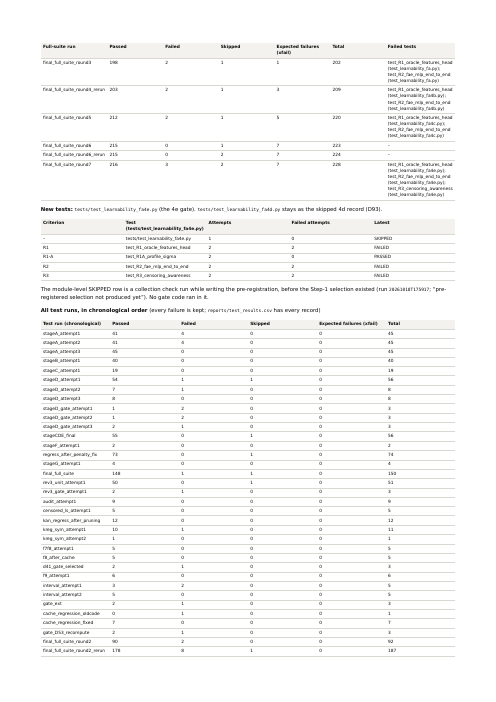 Full-suite run Passed Failed Skipped Expected failures (xfail) Total Failed tests
final_full_suite_round3 198 2 1 1 202 test_R1_oracle_features_head (test_learnability_fa.py); test_R2_fae_mlp_end_to_end (test_learnability_fa.py)
final_full_suite_round4_rerun 203 2 1 3 209 test_R1_oracle_features_head (test_learnability_fa4b.py); test_R2_fae_mlp_end_to_end (test_learnability_fa4b.py)
final_full_suite_round5 212 2 1 5 220 test_R1_oracle_features_head (test_learnability_fa4c.py); test_R2_fae_mlp_end_to_end (test_learnability_fa4c.py)
final_full_suite_round6 215 0 1 7 223 –
final_full_suite_round6_rerun 215 0 2 7 224 –
final_full_suite_round7 216 3 2 7 228 test_R1_oracle_features_head (test_learnability_fa4e.py); test_R2_fae_mlp_end_to_end (test_learnability_fa4e.py); test_R3_censoring_awareness (test_learnability_fa4e.py)
New tests: tests/test_learnability_fa4e.py (the 4e gate). tests/test_learnability_fa4d.py stays as the skipped 4d record (D93).
Criterion Test (tests/test_learnability_fa4e.py) Attempts Failed attempts Latest
– tests/test_learnability_fa4e.py 1 0 SKIPPED
R1 test_R1_oracle_features_head 2 2 FAILED
R1-A test_R1A_profile_sigma 2 0 PASSED
R2 test_R2_fae_mlp_end_to_end 2 2 FAILED
R3 test_R3_censoring_awareness 2 2 FAILED
The module-level SKIPPED row is a collection check run while writing the pre-registration, before the Step-1 selection existed (run 20261018T175917; "pre-
registered selection not produced yet"). No gate code ran in it.
All test runs, in chronological order (every failure is kept; reports/test_results.csv has every record)
Test run (chronological) Passed Failed Skipped Expected failures (xfail) Total
stageA_attempt1 41 4 0 0 45
stageA_attempt2 41 4 0 0 45
stageA_attempt3 45 0 0 0 45
stageB_attempt1 40 0 0 0 40
stageC_attempt1 19 0 0 0 19
stageD_attempt1 54 1 1 0 56
stageD_attempt2 7 1 0 0 8
stageD_attempt3 8 0 0 0 8
stageD_gate_attempt1 1 2 0 0 3
stageD_gate_attempt2 1 2 0 0 3
stageD_gate_attempt3 2 1 0 0 3
stageCDE_final 55 0 1 0 56
stageF_attempt1 2 0 0 0 2
regress_after_penalty_fix 73 0 1 0 74
stageG_attempt1 4 0 0 0 4
final_full_suite 148 1 1 0 150
rev3_unit_attempt1 50 0 1 0 51
rev3_gate_attempt1 2 1 0 0 3
audit_attempt1 9 0 0 0 9
censored_ls_attempt1 5 0 0 0 5
kan_regress_after_pruning 12 0 0 0 12
kreg_sym_attempt1 10 1 0 0 11
kreg_sym_attempt2 1 0 0 0 1
f7f8_attempt1 5 0 0 0 5
f8_after_cache 5 0 0 0 5
d41_gate_selected 2 1 0 0 3
f9_attempt1 6 0 0 0 6
interval_attempt1 3 2 0 0 5
interval_attempt2 5 0 0 0 5
gate_ext 2 1 0 0 3
cache_regression_oldcode 0 1 0 0 1
cache_regression_fixed 7 0 0 0 7
gate_D53_recompute 2 1 0 0 3
final_full_suite_round2 90 2 0 0 92
final_full_suite_round2_rerun 178 8 1 0 187